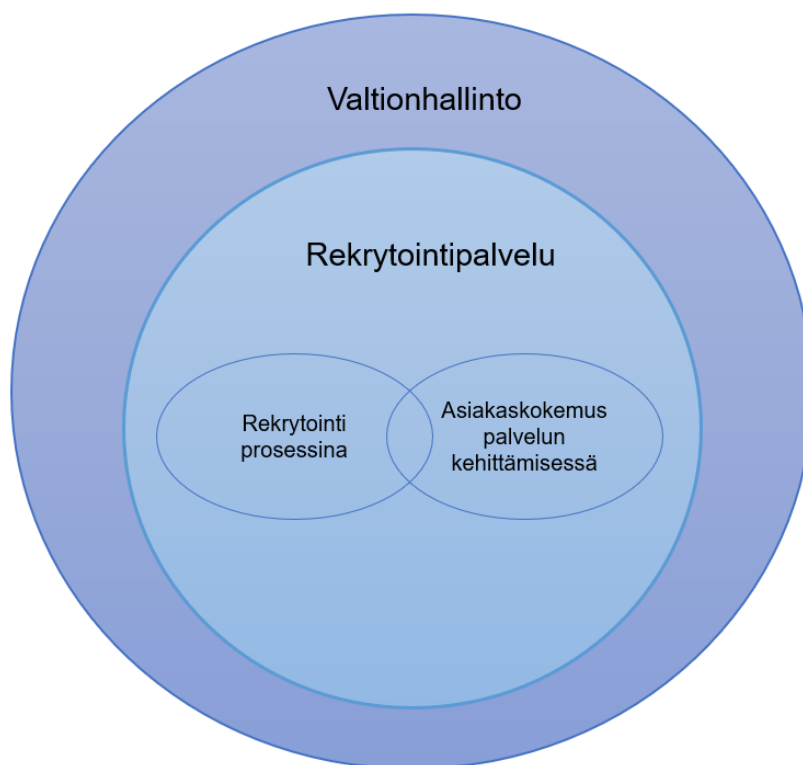 Valtionhallinto
Rekrytointipalvelu
Rekrytointi
prosessina
Asiakaskokemus
palvelun
kehittämisessä